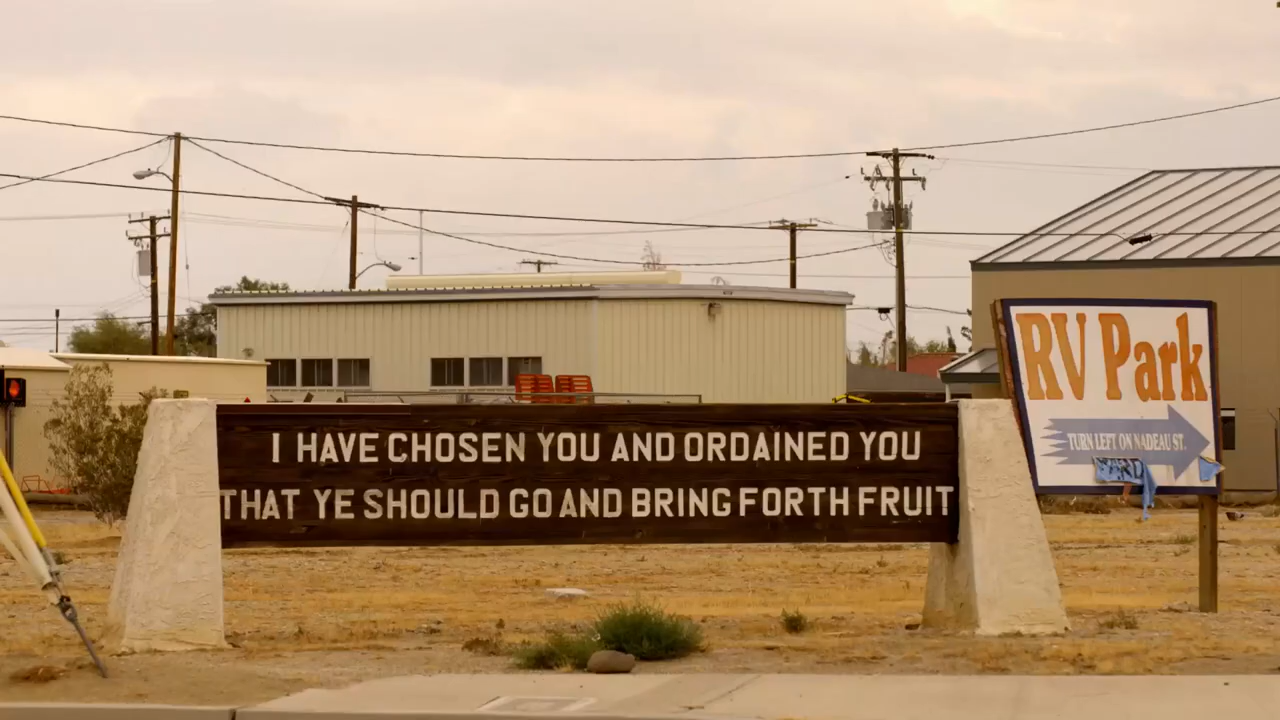 I HAVE CHOSEN YOU AND ORDAINED YOU
THAT YE SHOULD GO AND BRING FORTH FRUIT
RV Park
TURN LEFT ON NADEAU ST.